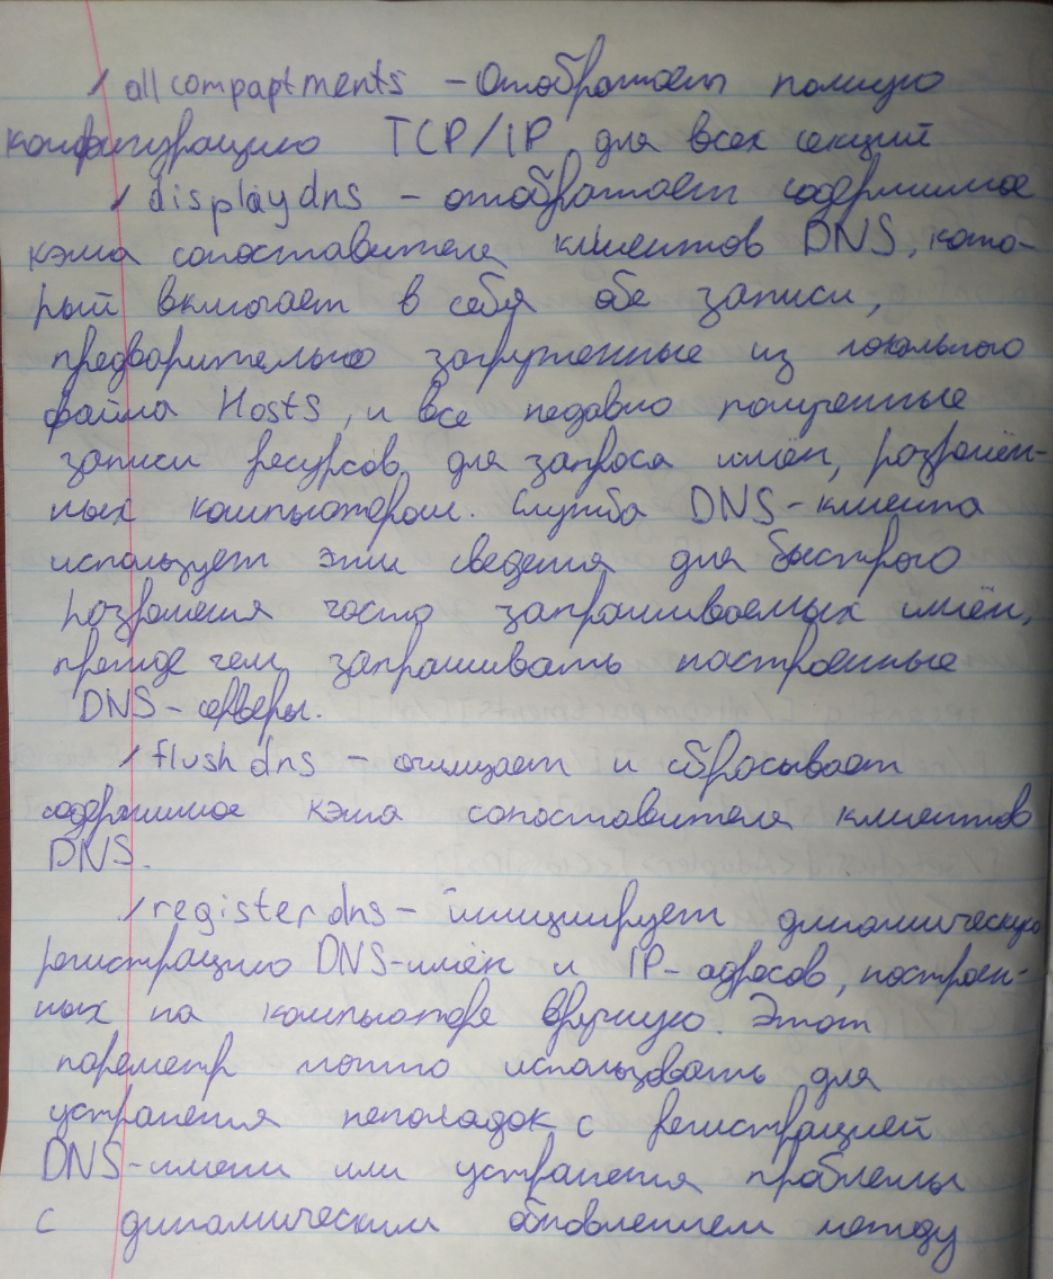 /allcompaptments – Отображает полную
конфигурацию TCP/IP для всех секций
/displaydns – отображает содержимое
кэша сопоставителя клиентов DNS, кото-
рый включает в себя обе записи,
предварительно загруженные из локального
файла Hosts, и все недавно полученные
записи ресурсов для запроса имён, разрешён-
ных компьютером. Служба DNS-клиента
использует эти сведения для быстрого
разрешения часто запрашиваемых имён,
прежде чем запрашивать настроенные
DNS-серверы.
/flushdns – очищает и сбрасывает
содержимое кэша сопоставителя клиентов
DNS.
/registerdns – инициирует динамическую
регистрацию DNS-имён и IP-адресов, настроен-
ных на компьютере вручную. Этот
параметр можно использовать для
устранения неполадок с регистрацией
DNS-имени или устранения проблемы
с динамическим обновлением между